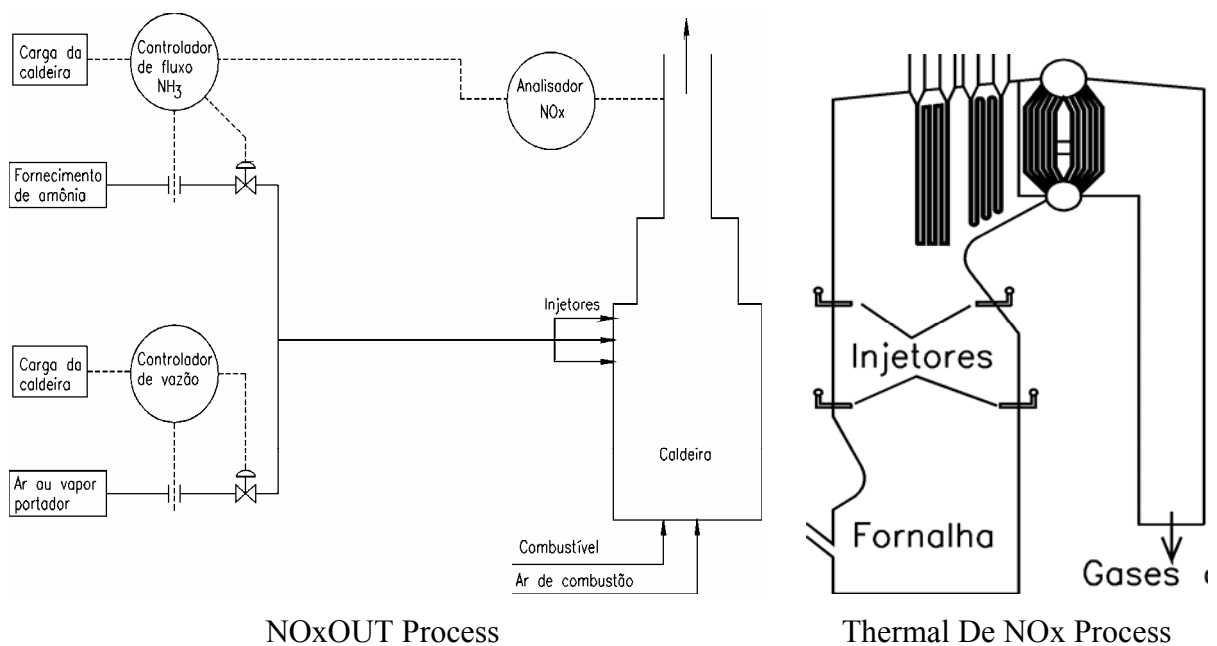 Carga da
caldeira
Controlador
de fluxo
NH3
Analisador
NOx
Fornecimento
de amônia
Injetores
Carga da
caldeira
Controlador
de vazão
Ar ou vapor
portador
Caldeira
Combustível
Ar de combustão
NOxOUT Process
Injetores
Fornalha
Gases
Thermal De NOx Process